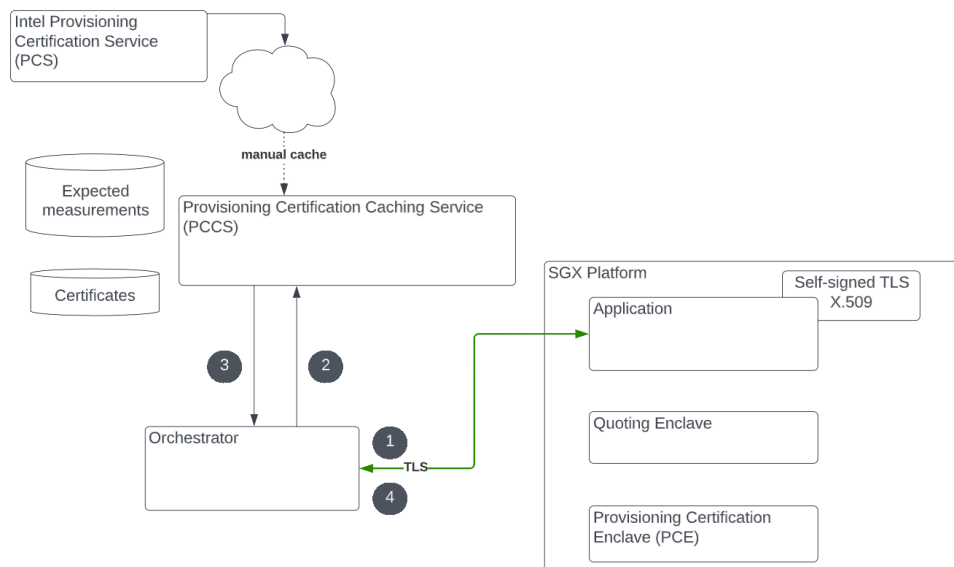 Intel Provisioning
Certification Service
(PCS)
manual cache
Expected
measurements
Provisioning Certification Caching Service
(PCCS)
Certificates
SGX Platform
Self-signed TLS
X.509
Application
3
2
Orchestrator
1
TLS
4
Quoting Enclave
Provisioning Certification
Enclave (PCE)